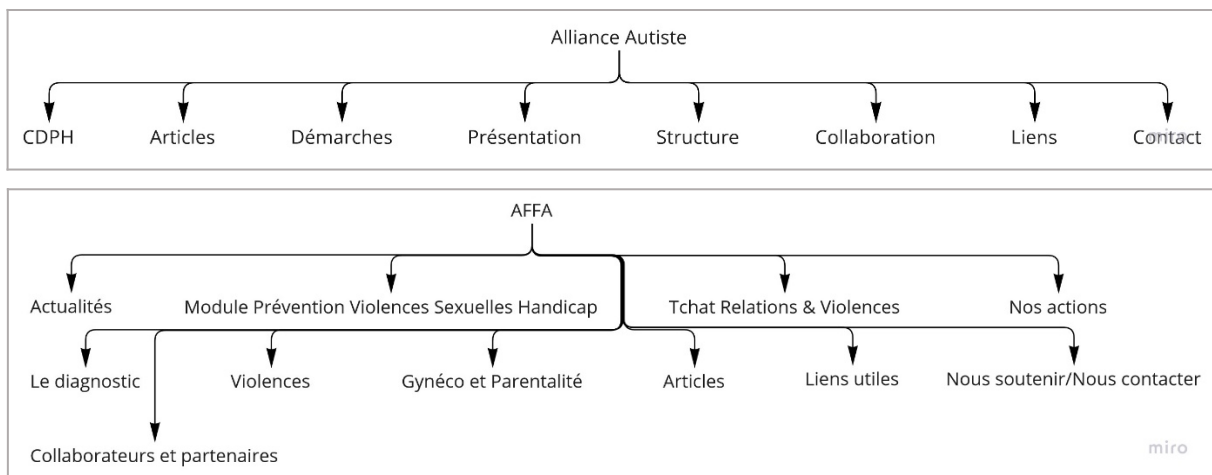 Alliance Autiste
CDPH Articles Démarches Présentation Structure Collaboration Liens Contact
miro
AFFA
Actualités Module Prévention Violences Sexuelles Handicap Tchat Relations & Violences Nos actions
Le diagnostic Violences Gynéco et Parentalité Articles Liens utiles Nous soutenir/Nous contacter
Collaborateurs et partenaires
miro